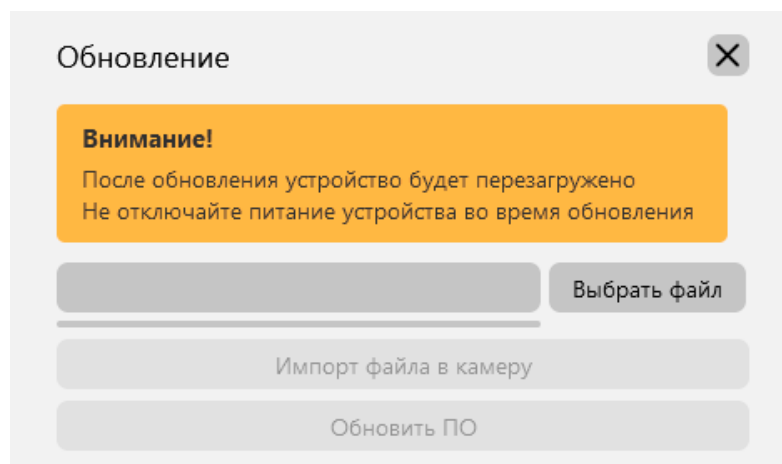 Обновление
Внимание!
После обновления устройство будет перезагружено
Не отключайте питание устройства во время обновления
Выбрать файл
Импорт файла в камеру
Обновить ПО